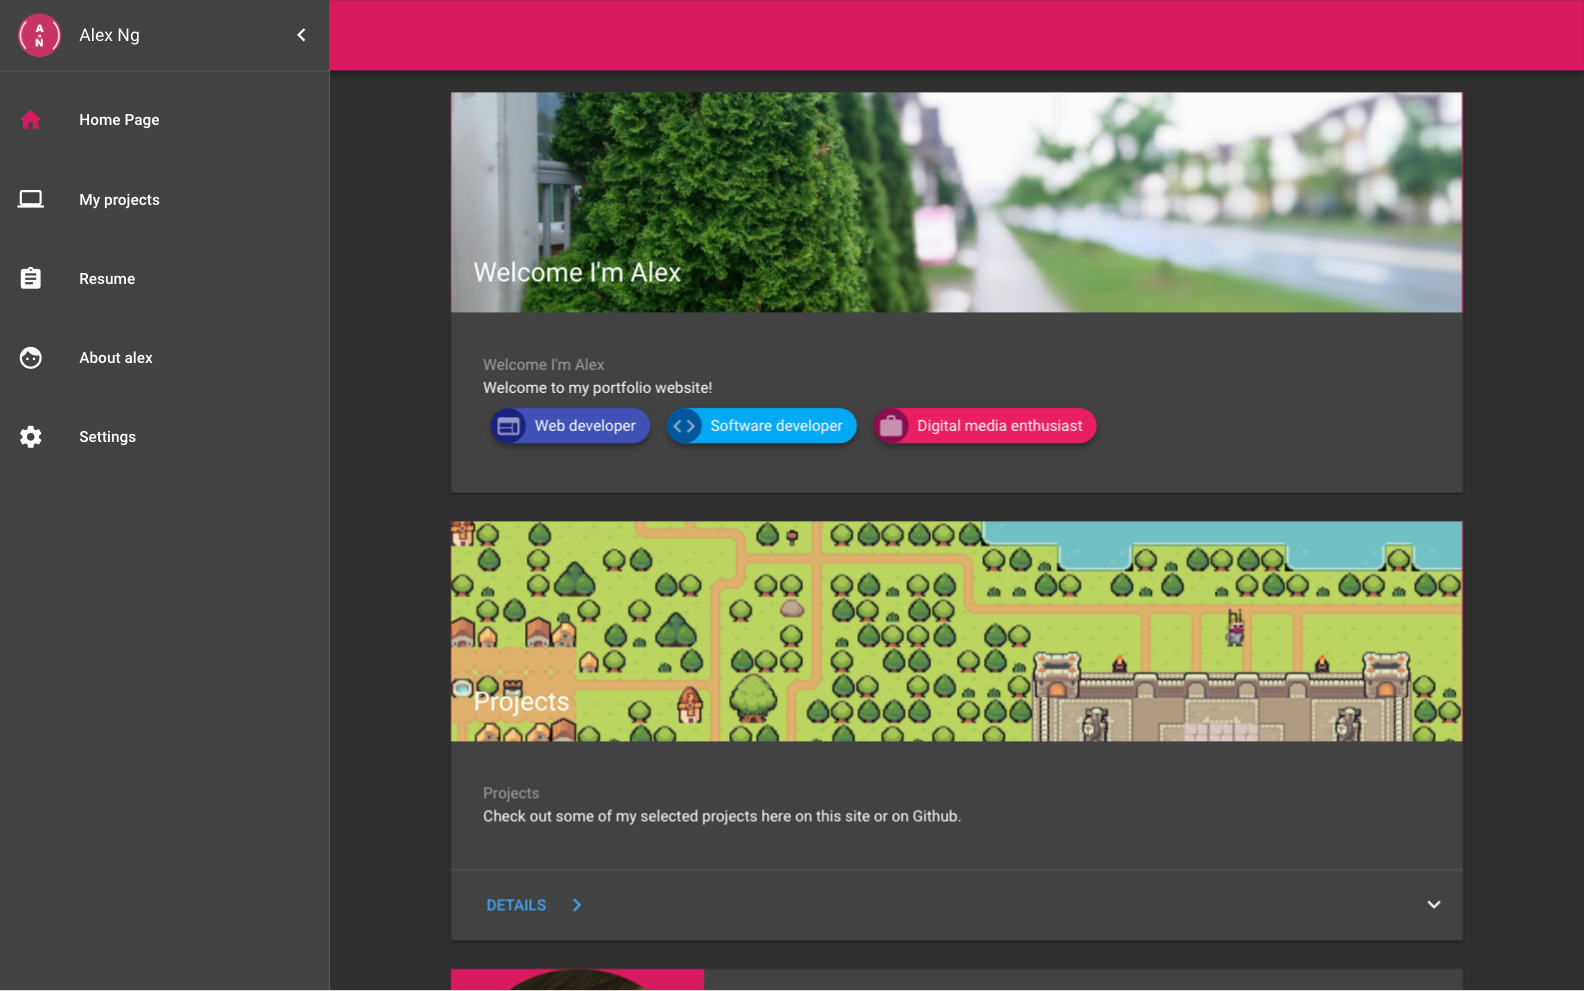 A
N
Alex Ng
Home Page
My projects
Resume
About alex
Settings
Welcome I'm Alex
Welcome I'm Alex
Welcome to my portfolio website!
Web developer
Software developer
Digital media enthusiast
hi
Projects
Projects
Check out some of my selected projects here on this site or on Github.
DETAILS